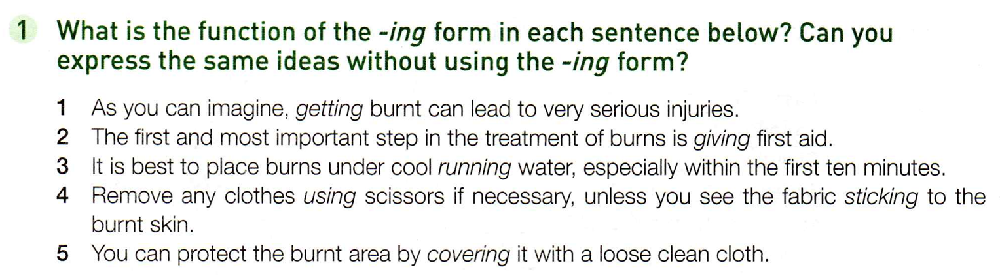 1 What is the function of the -ing form in each sentence below? Can you
express the same ideas without using the -ing form?
1 As you can imagine, getting burnt can lead to very serious injuries.
2 The first and most important step in the treatment of burns is giving first aid.
3 It is best to place burns under cool running water, especially within the first ten minutes.
4 Remove any clothes using scissors if necessary, unless you see the fabric sticking to the
burnt skin.
5 You can protect the burnt area by covering it with a loose clean cloth.